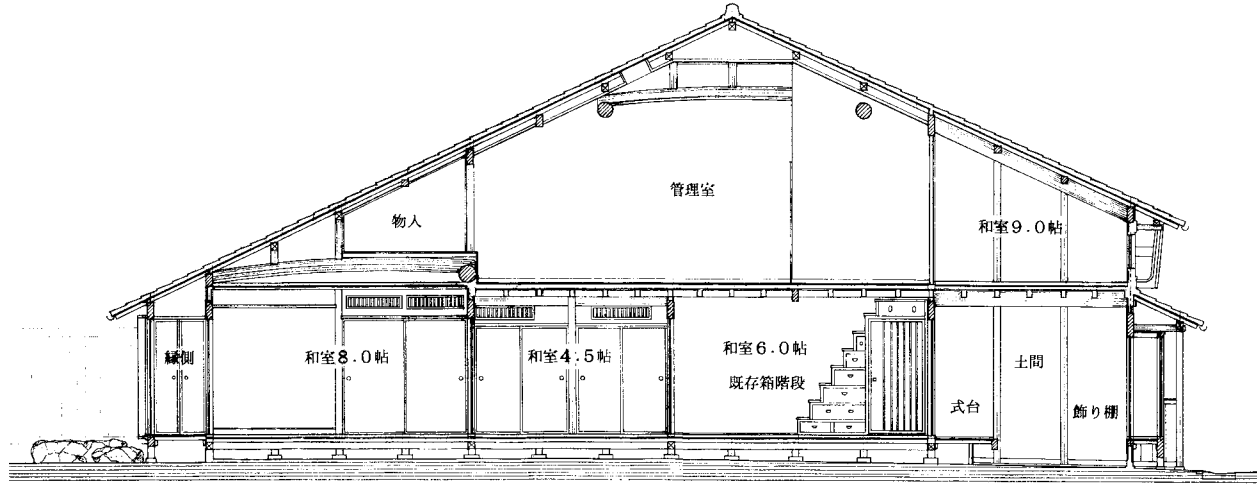 管理室
物入
和室9.0帖
縁側
和室8.0帖
和室4.5帖
和室6.0帖
既存箱階段
土間
式台
飾り棚